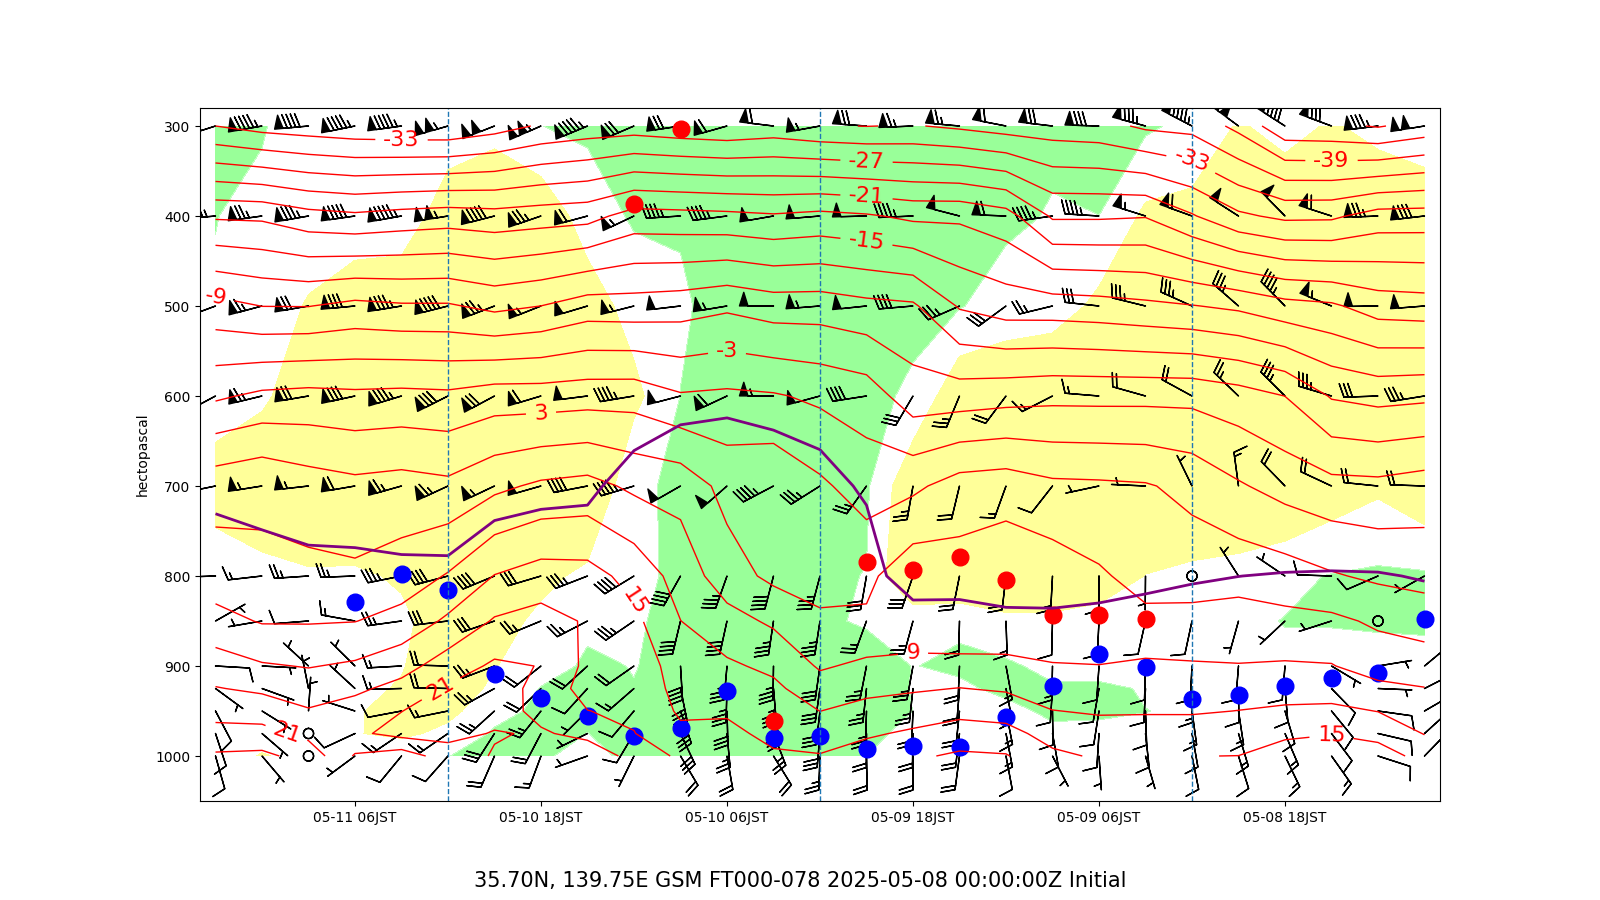 300
400
500
600
700
800
900
1000
hectopascal
-33
-27
-33
-39
-21
-15
-9
-3
3
15
9
21
21
15
05-11 06JST
05-10 18JST
05-10 06JST
05-09 18JST
05-09 06JST
05-08 18JST
35.70N, 139.75E GSM FT000-078 2025-05-08 00:00:00Z Initial